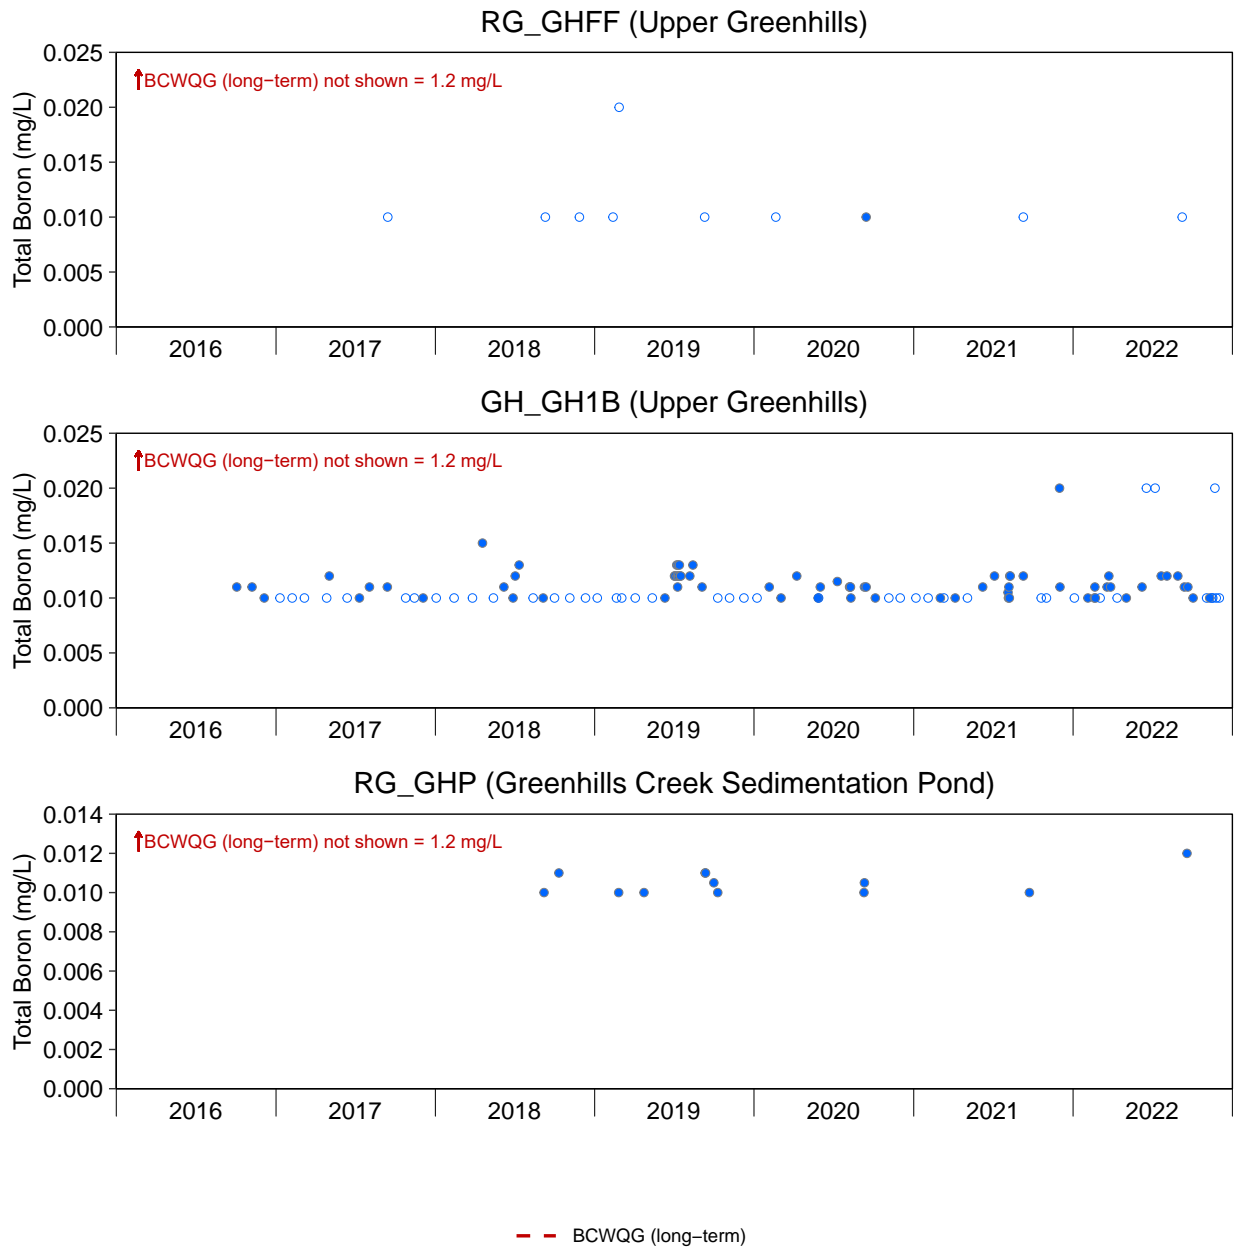 RG_GHFF (Upper Greenhills)
Total Boron (mg/L)
0.025
0.020
0.015
0.010
0.005
0.000
↑BCWQG (long−term) not shown = 1.2 mg/L
2016 2017 2018 2019 2020 2021 2022
GH_GH1B (Upper Greenhills)
Total Boron (mg/L)
0.025
0.020
0.015
0.010
0.005
0.000
↑BCWQG (long−term) not shown = 1.2 mg/L
2016 2017 2018 2019 2020 2021 2022
RG_GHP (Greenhills Creek Sedimentation Pond)
Total Boron (mg/L)
0.014
0.012
0.010
0.008
0.006
0.004
0.002
0.000
↑BCWQG (long−term) not shown = 1.2 mg/L
2016 2017 2018 2019 2020 2021 2022
BCWQG (long−term)